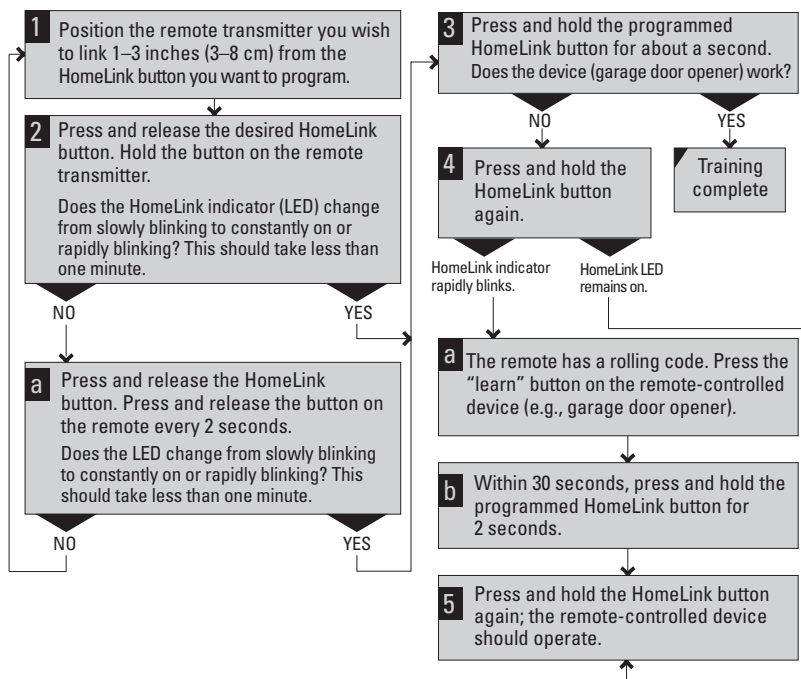 1 Position the remote transmitter you wish
to link 1–3 inches (3–8 cm) from the
HomeLink button you want to program.
2 Press and release the desired HomeLink
button. Hold the button on the remote
transmitter.
Does the HomeLink indicator (LED) change
from slowly blinking to constantly on or
rapidly blinking? This should take less than
one minute.
NO
YES
a Press and release the HomeLink
button. Press and release the button on
the remote every 2 seconds.
Does the LED change from slowly blinking
to constantly on or rapidly blinking? This
should take less than one minute.
NO
YES
3 Press and hold the programmed
HomeLink button for about a second.
Does the device (garage door opener) work?
NO
YES
4 Press and hold the
HomeLink button
again.
Training
complete
HomeLink indicator
rapidly blinks.
HomeLink LED
remains on.
a The remote has a rolling code. Press the
“learn” button on the remote-controlled
device (e.g., garage door opener).
b Within 30 seconds, press and hold the
programmed HomeLink button for
2 seconds.
5 Press and hold the HomeLink button
again; the remote-controlled device
should operate.